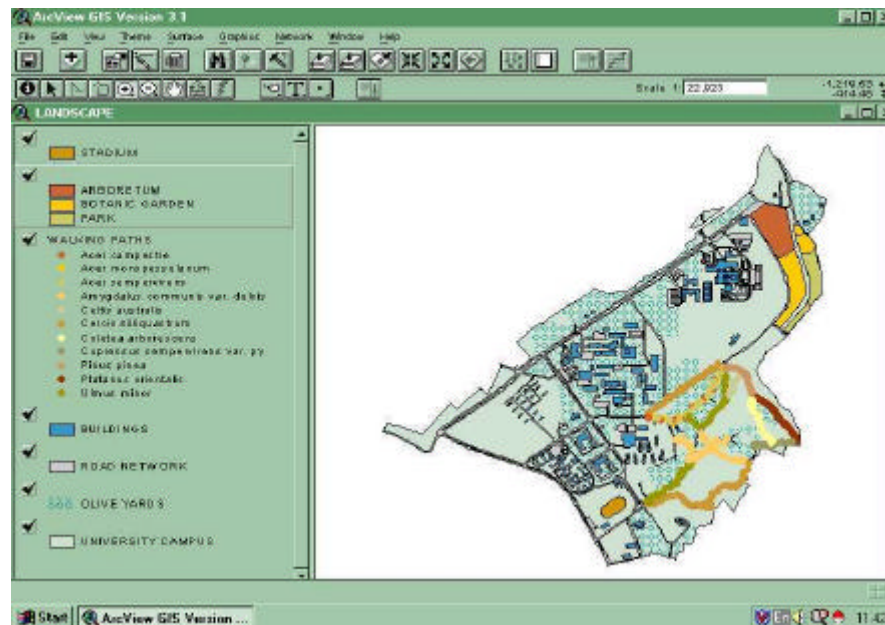 ArcView GIS Version 3.1
File Edit View Theme Surface Graphics Network Window Help
Scale 1: 22,923
LANDSCAPE
STADIUM
ARBORETUM
BOTANIC GARDEN
PARK
WALKING PATHS
Acer campestre
Acer monspessulanum
Acer sempervirens
Amygdalus communis var. dulcis
Celtis australis
Cercis siliquastrum
Colutea arborescens
Cupressus sempervirens var. py
Pinus pinea
Platanus orientalis
Ulmus minor
BUILDINGS
ROAD NETWORK
OLIVE YARDS
UNIVERSITY CAMPUS
Start ArcView GIS Version ...
En